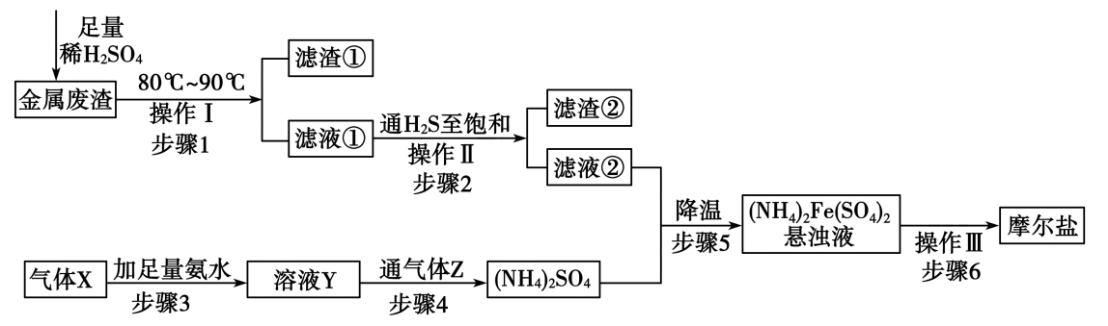 足量
稀H₂SO₄
金属废渣
80℃~90℃
操作Ⅰ
步骤1
滤渣①
滤液①
通H₂S至饱和
操作Ⅱ
步骤2
滤渣②
滤液②
气体X
加足量氨水
步骤3
溶液Y
通气体Z
步骤4
(NH₄)₂SO₄
降温
步骤5
(NH₄)₂Fe(SO₄)₂
悬浊液
操作Ⅲ
步骤6
摩尔盐